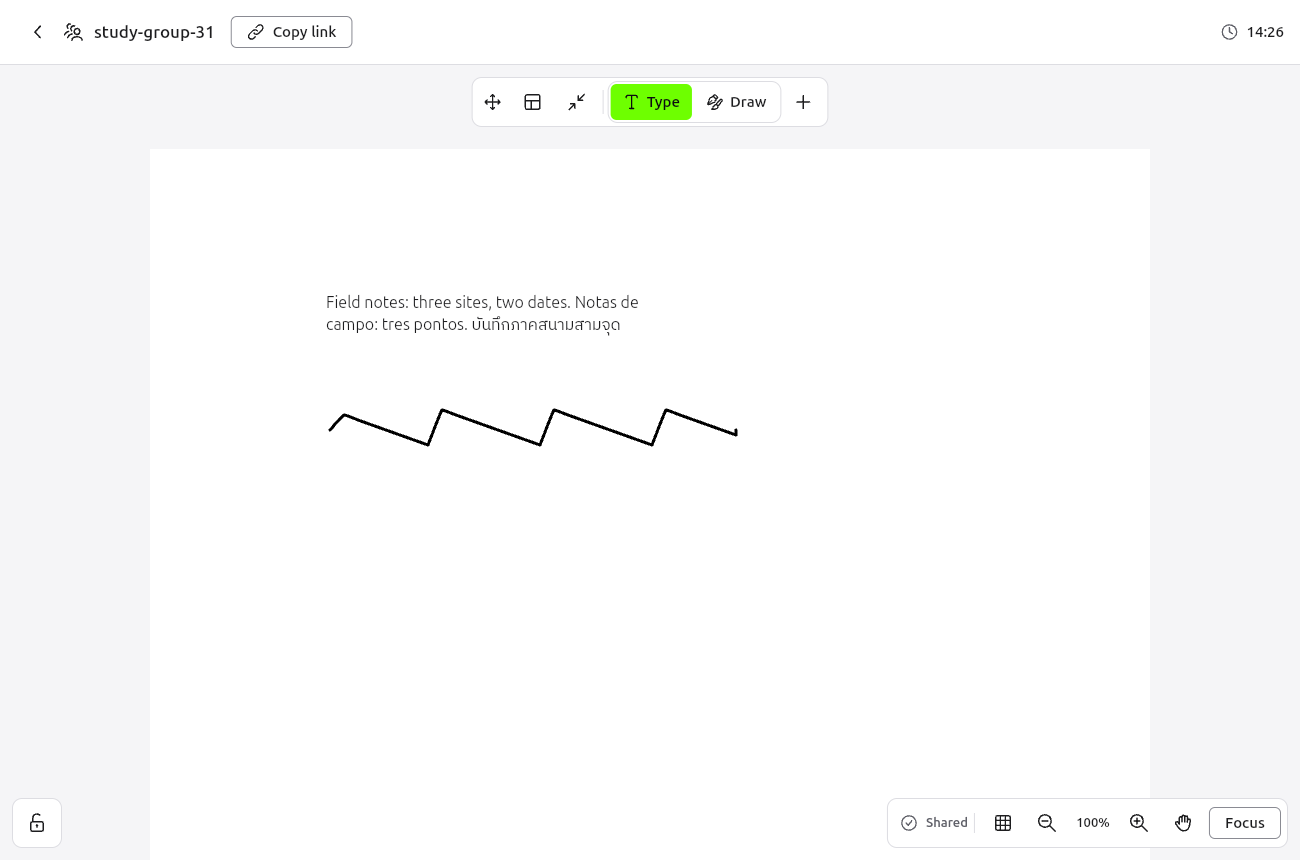 study-group-31
Copy link
14:26
Type
Draw
Field notes: three sites, two dates. Notas de
campo: tres pontos. บันทึกภาคสนามสามจุด
Shared
100%
Focus